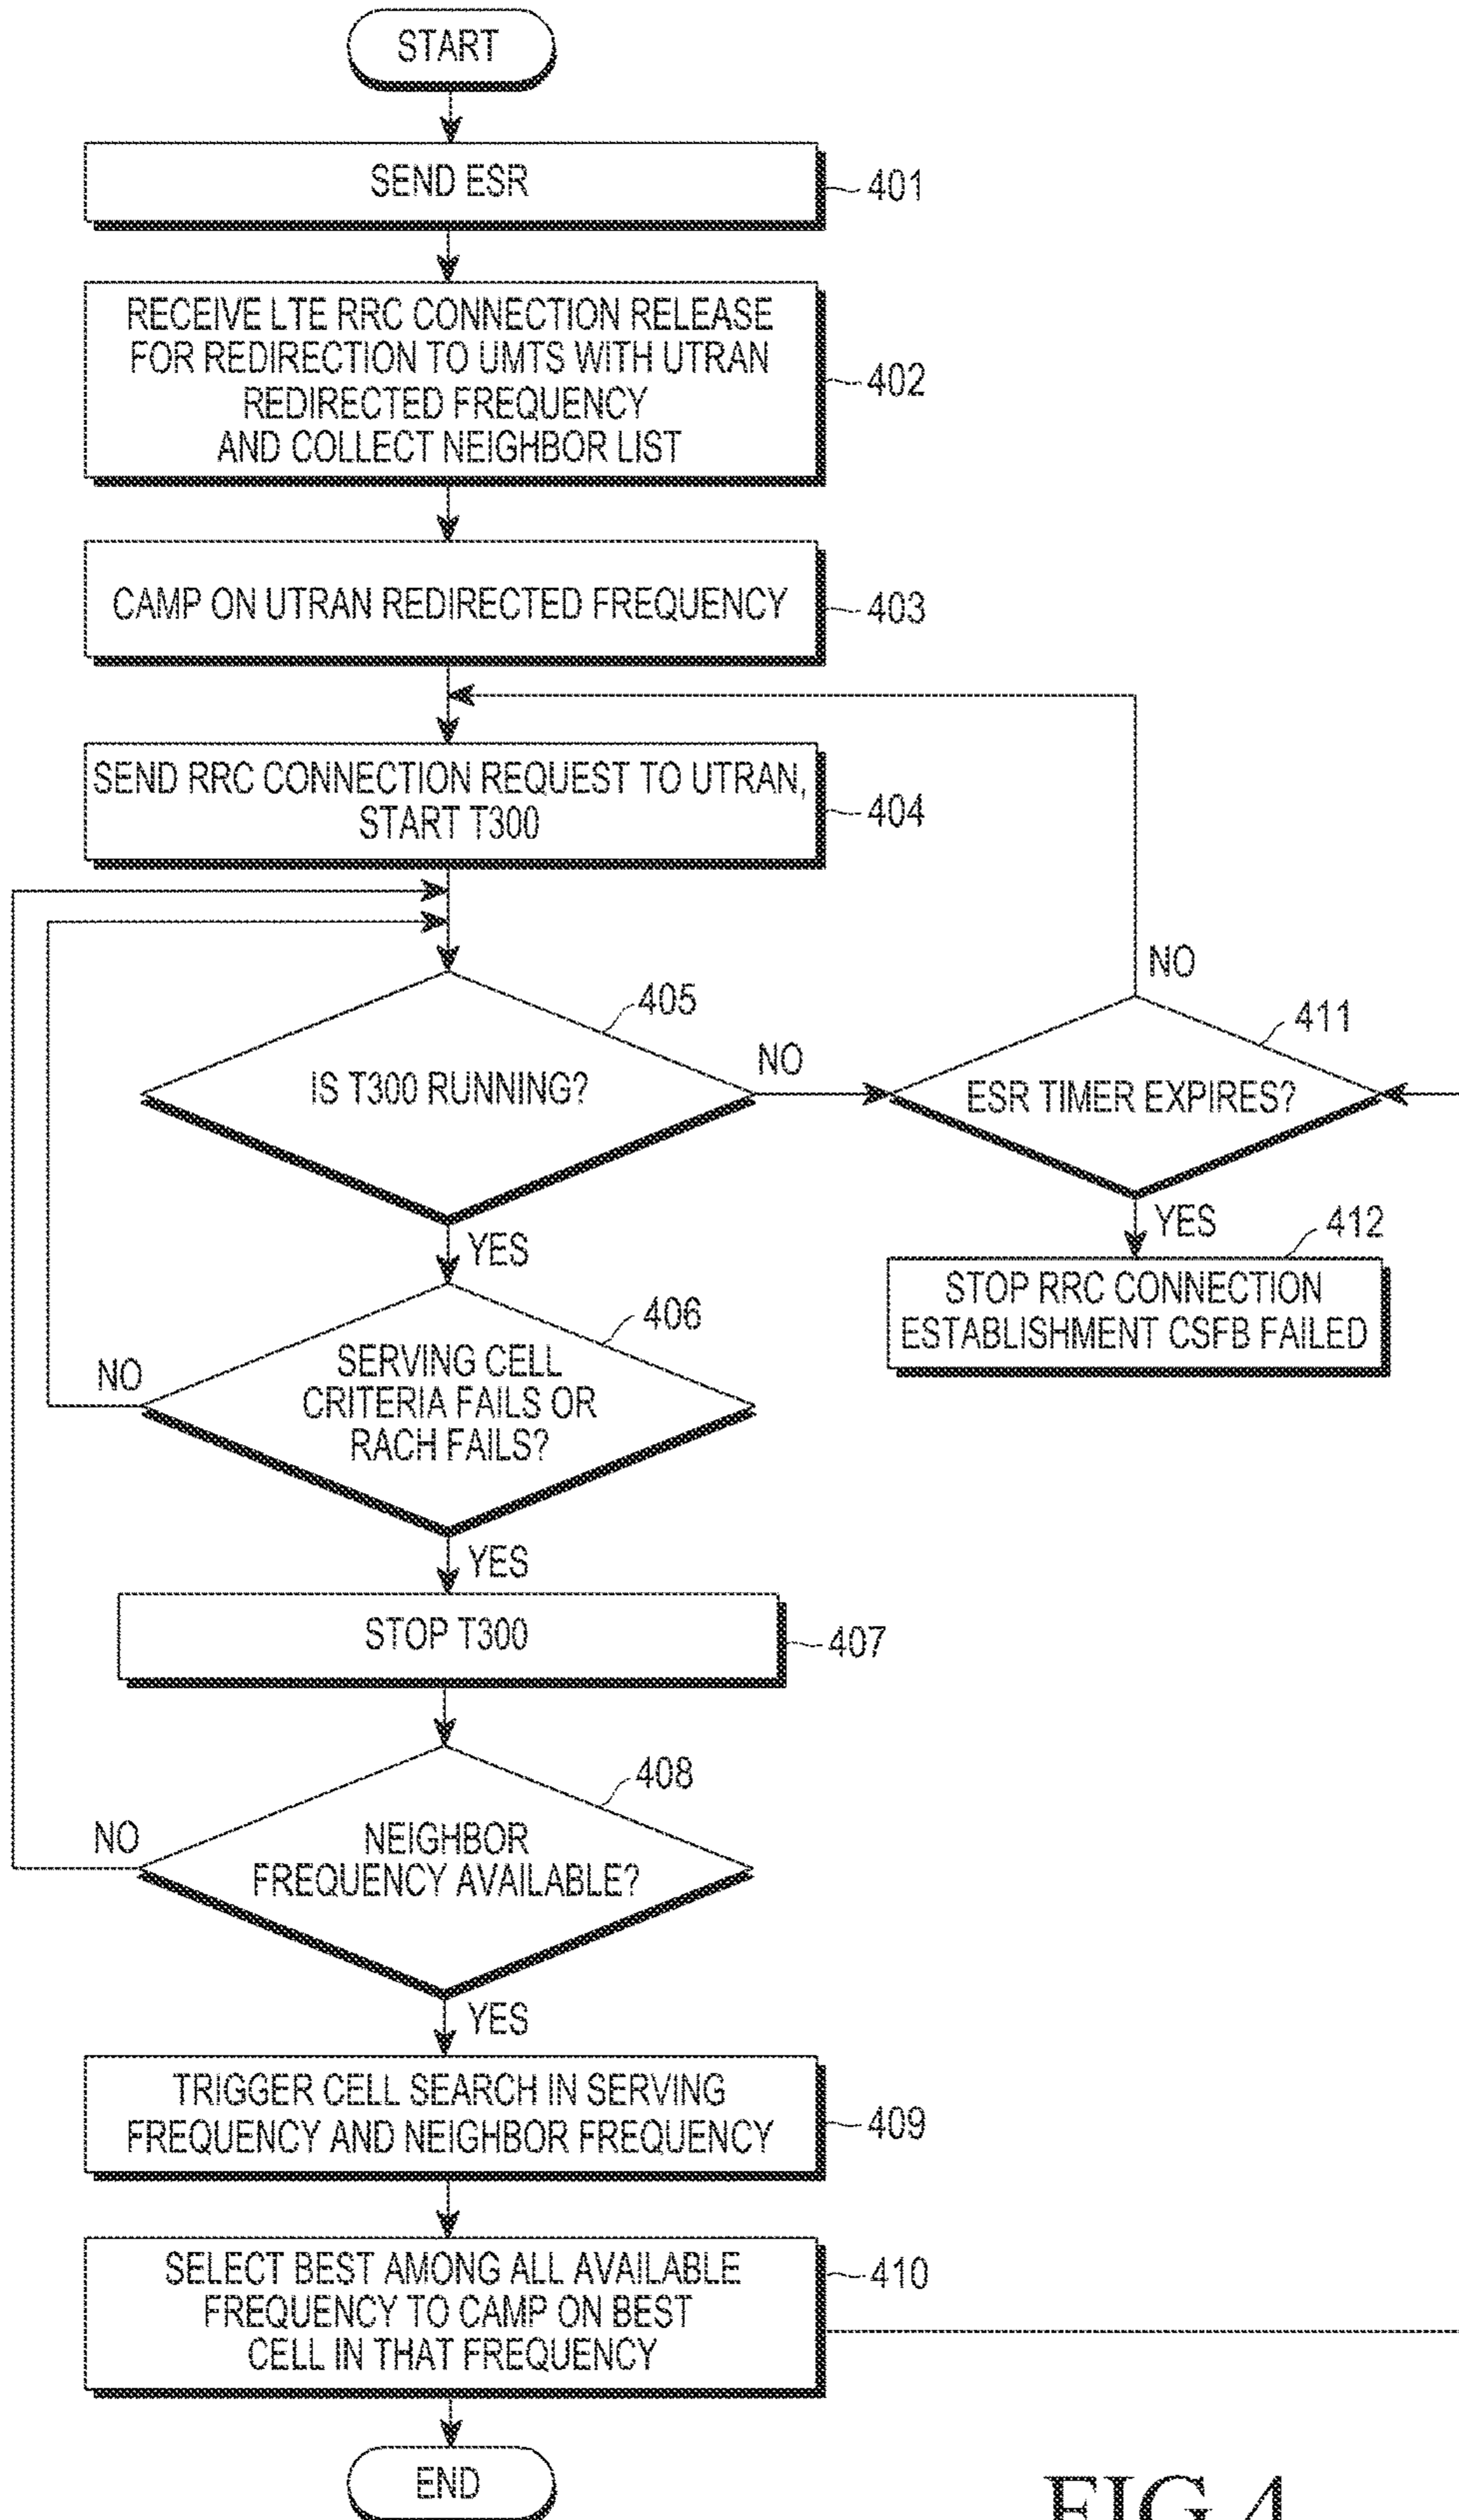 START
SEND ESR
401
RECEIVE LTE RRC CONNECTION RELEASE
FOR REDIRECTION TO UMTS WITH UTRAN
REDIRECTED FREQUENCY
AND COLLECT NEIGHBOR LIST
402
CAMP ON UTRAN REDIRECTED FREQUENCY
403
SEND RRC CONNECTION REQUEST TO UTRAN,
START T300
404
IS T300 RUNNING?
405
NO
YES
ESR TIMER EXPIRES?
411
NO
YES
STOP RRC CONNECTION
ESTABLISHMENT CSFB FAILED
412
SERVING CELL
CRITERIA FAILS OR
RACH FAILS?
406
NO
YES
STOP T300
407
NEIGHBOR
FREQUENCY AVAILABLE?
408
NO
YES
TRIGGER CELL SEARCH IN SERVING
FREQUENCY AND NEIGHBOR FREQUENCY
409
SELECT BEST AMONG ALL AVAILABLE
FREQUENCY TO CAMP ON BEST
CELL IN THAT FREQUENCY
410
END
FIG.4